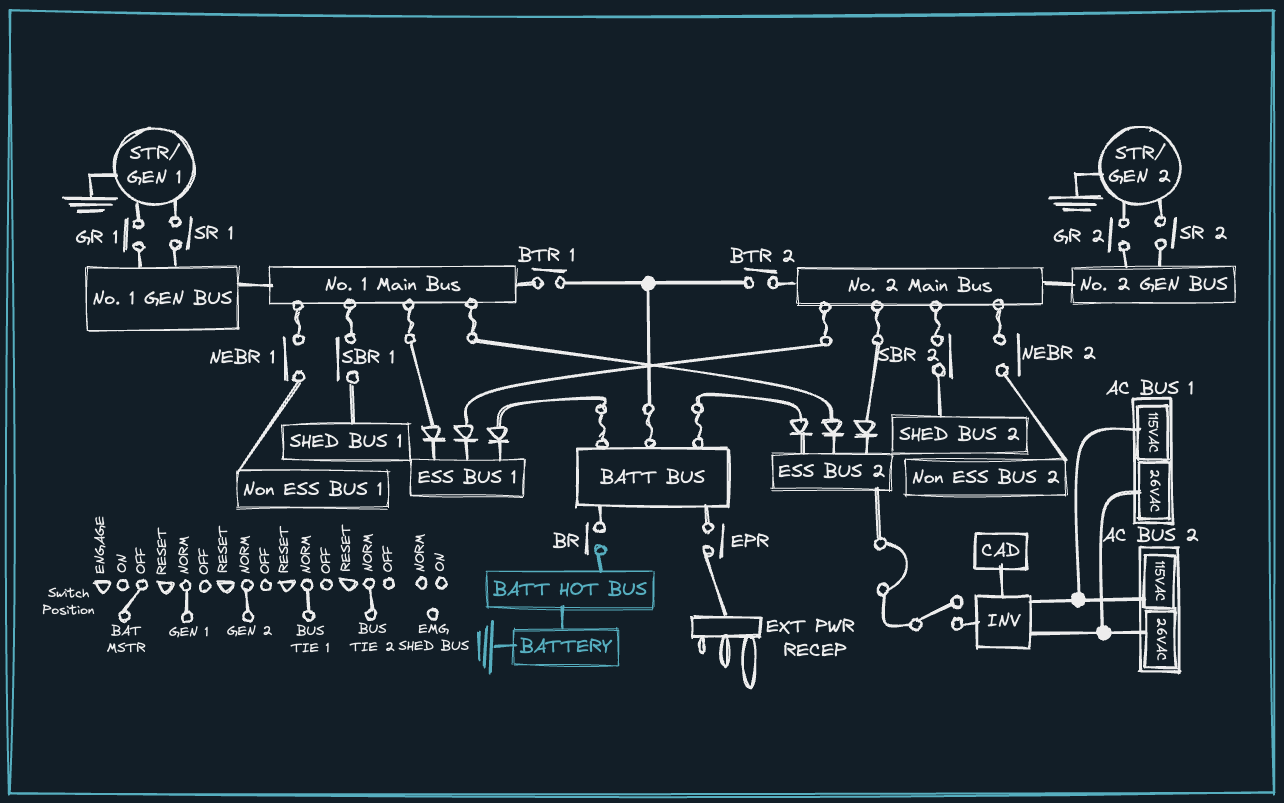 STR/
GEN 1
STR/
GEN 2
GR 1
SR 1
GR 2
SR 2
BTR 1
BTR 2
No. 1 GEN BUS
No. 1 Main Bus
No. 2 Main Bus
No. 2 GEN BUS
NEBR 1
SBR 1
SBR 2
NEBR 2
AC BUS 1
115VAC
26VAC
SHED BUS 1
SHED BUS 2
ESS BUS 1
BATT BUS
ESS BUS 2
Non ESS BUS 1
Non ESS BUS 2
ENGAGE
ON
OFF
RESET
NORM
OFF
RESET
NORM
OFF
RESET
NORM
OFF
RESET
NORM
OFF
NORM
ON
BR
EPR
AC BUS 2
CAD
115VAC
26VAC
Switch
Position
BATT HOT BUS
INV
BAT
MSTR
GEN 1
GEN 2
BUS
TIE 1
BUS
TIE 2
EMG
SHED BUS
BATTERY
EXT PWR
RECEP